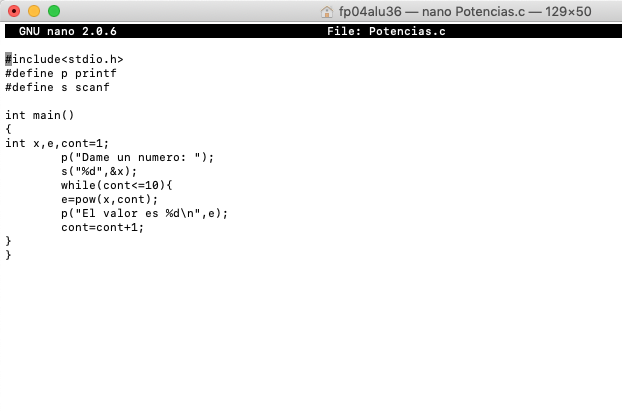 fp04alu36 — nano Potencias.c — 129×50
GNU nano 2.0.6 File: Potencias.c
#include<stdio.h>
#define p printf
#define s scanf
int main()
{
int x,e,cont=1;
p("Dame un numero: ");
s("%d",&x);
while(cont<=10){
e=pow(x,cont);
p("El valor es %d\n",e);
cont=cont+1;
}
}